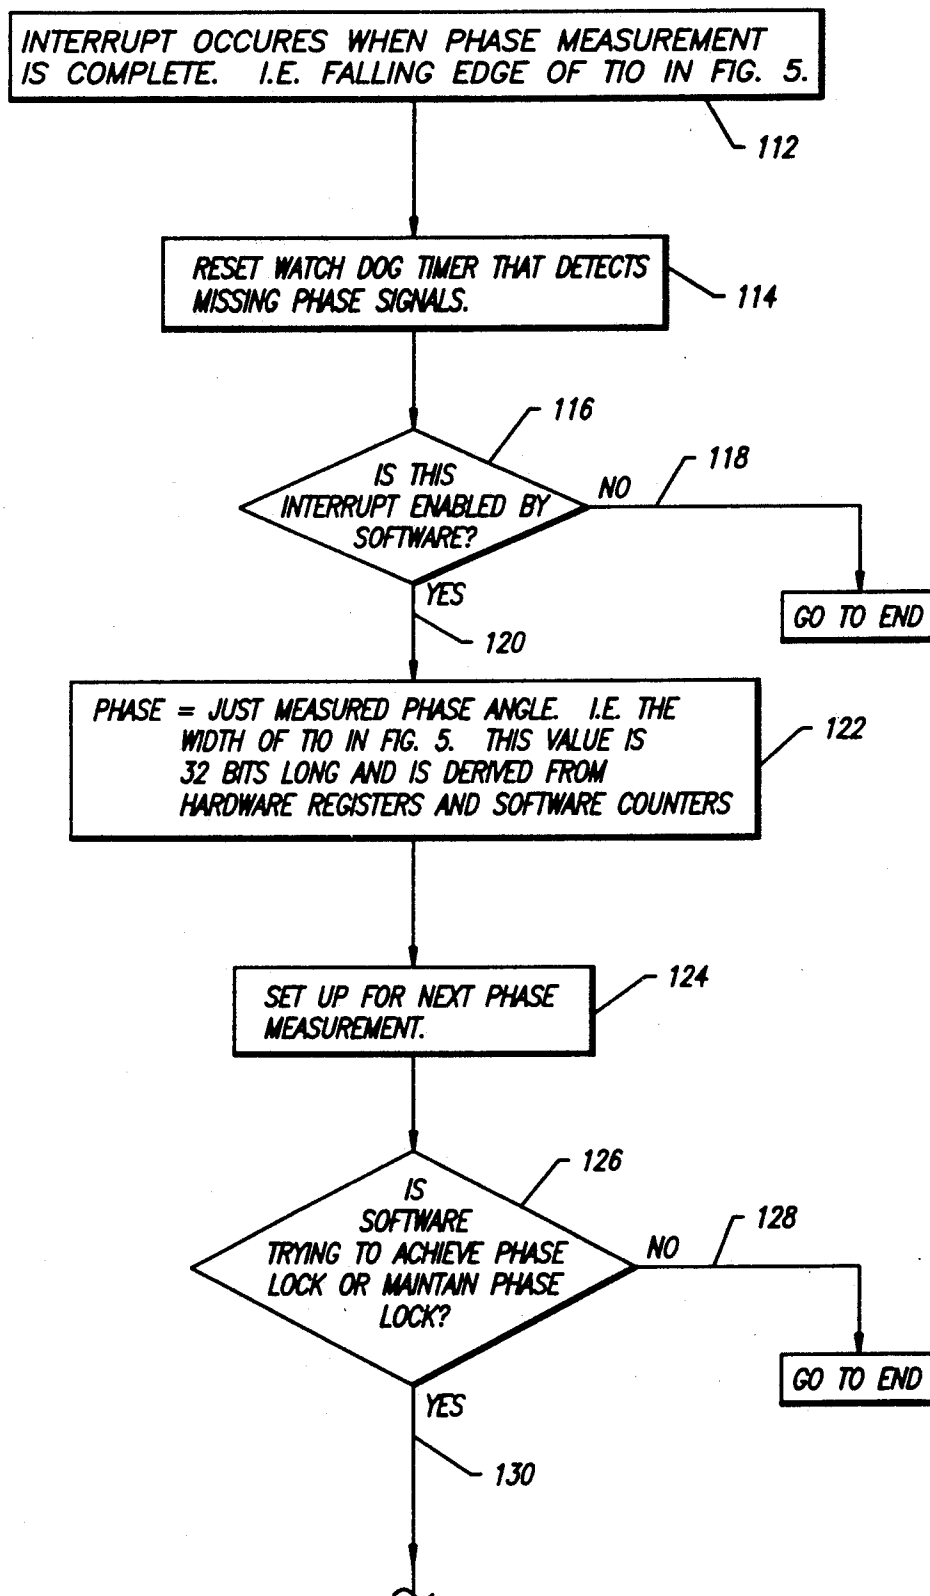 INTERRUPT OCCURES WHEN PHASE MEASUREMENT
IS COMPLETE. I.E. FALLING EDGE OF TIO IN FIG. 5.
112
RESET WATCH DOG TIMER THAT DETECTS
MISSING PHASE SIGNALS.
114
116
IS THIS
INTERRUPT ENABLED BY
SOFTWARE?
NO
118
GO TO END
YES
120
PHASE = JUST MEASURED PHASE ANGLE. I.E. THE
WIDTH OF TIO IN FIG. 5. THIS VALUE IS
32 BITS LONG AND IS DERIVED FROM
HARDWARE REGISTERS AND SOFTWARE COUNTERS
122
SET UP FOR NEXT PHASE
MEASUREMENT.
124
126
IS
SOFTWARE
TRYING TO ACHIEVE PHASE
LOCK OR MAINTAIN PHASE
LOCK?
NO
128
GO TO END
YES
130